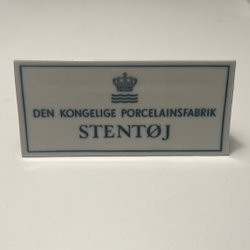 DEN KONGELIGE PORCELAINSFABRIK
STENTØJ